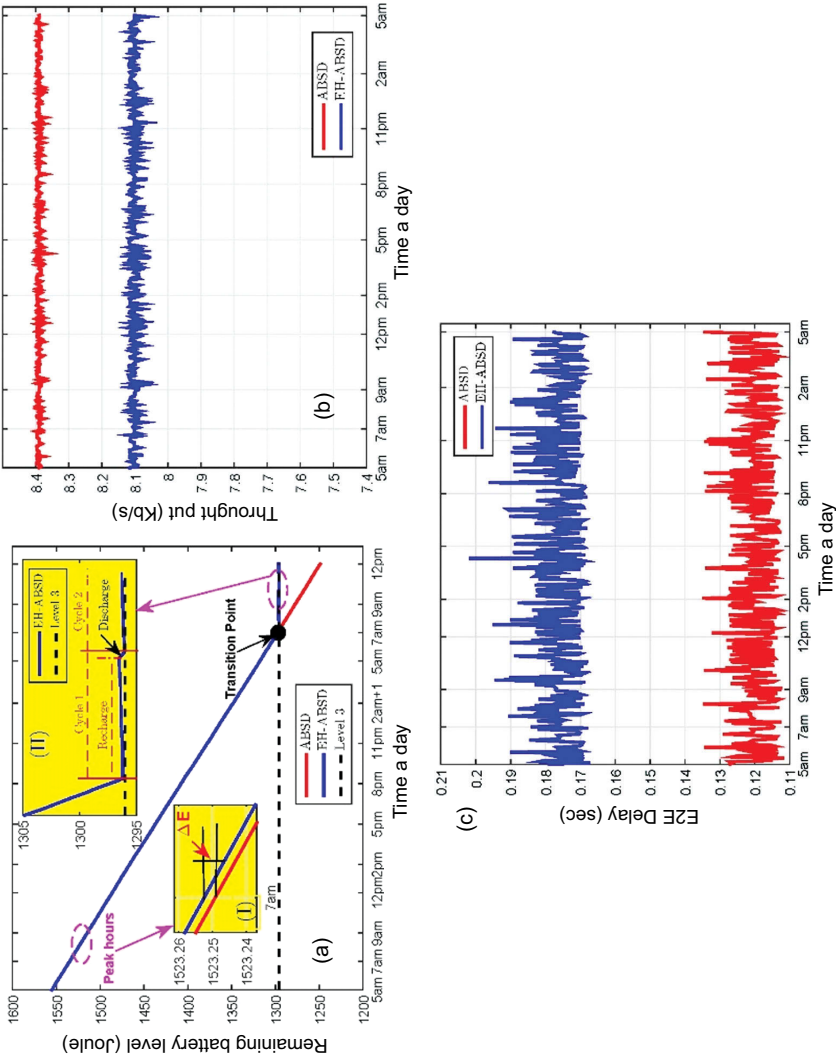 Remaining battery level (Joule)
1600
1550
1500
1450
1400
1350
1300
1250
1200
5am 7am 9am 12pm2pm 5pm 8pm 11pm 2am+1 5am 7am 9am 12pm
Time a day
(a)
Peak hours
(I)
1523.26
1523.25
1523.24
7am
ΔE
(II)
1305
1300
1295
EH-ABSD
Level 3
Cycle 1
Cycle 2
Recharge
Discharge
Transition Point
ABSD
EH-ABSD
Level 3
Throught put (Kb/s)
8.4
8.3
8.2
8.1
8
7.9
7.8
7.7
7.6
7.5
7.4
5am 7am 9am 12pm 2pm 5pm 8pm 11pm 2am 5am
Time a day
(b)
ABSD
EH-ABSD
E2E Delay (sec)
0.21
0.2
0.19
0.18
0.17
0.16
0.15
0.14
0.13
0.12
0.11
5am 7am 9am 12pm 2pm 5pm 8pm 11pm 2am 5am
Time a day
(c)
ABSD
EH-ABSD